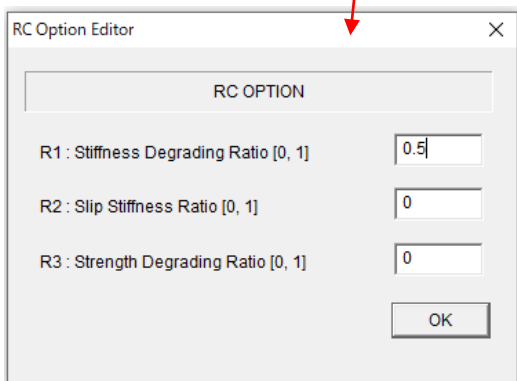 RC Option Editor
RC OPTION
R1 : Stiffness Degrading Ratio [0, 1] 0.5
R2 : Slip Stiffness Ratio [0, 1] 0
R3 : Strength Degrading Ratio [0, 1] 0
OK